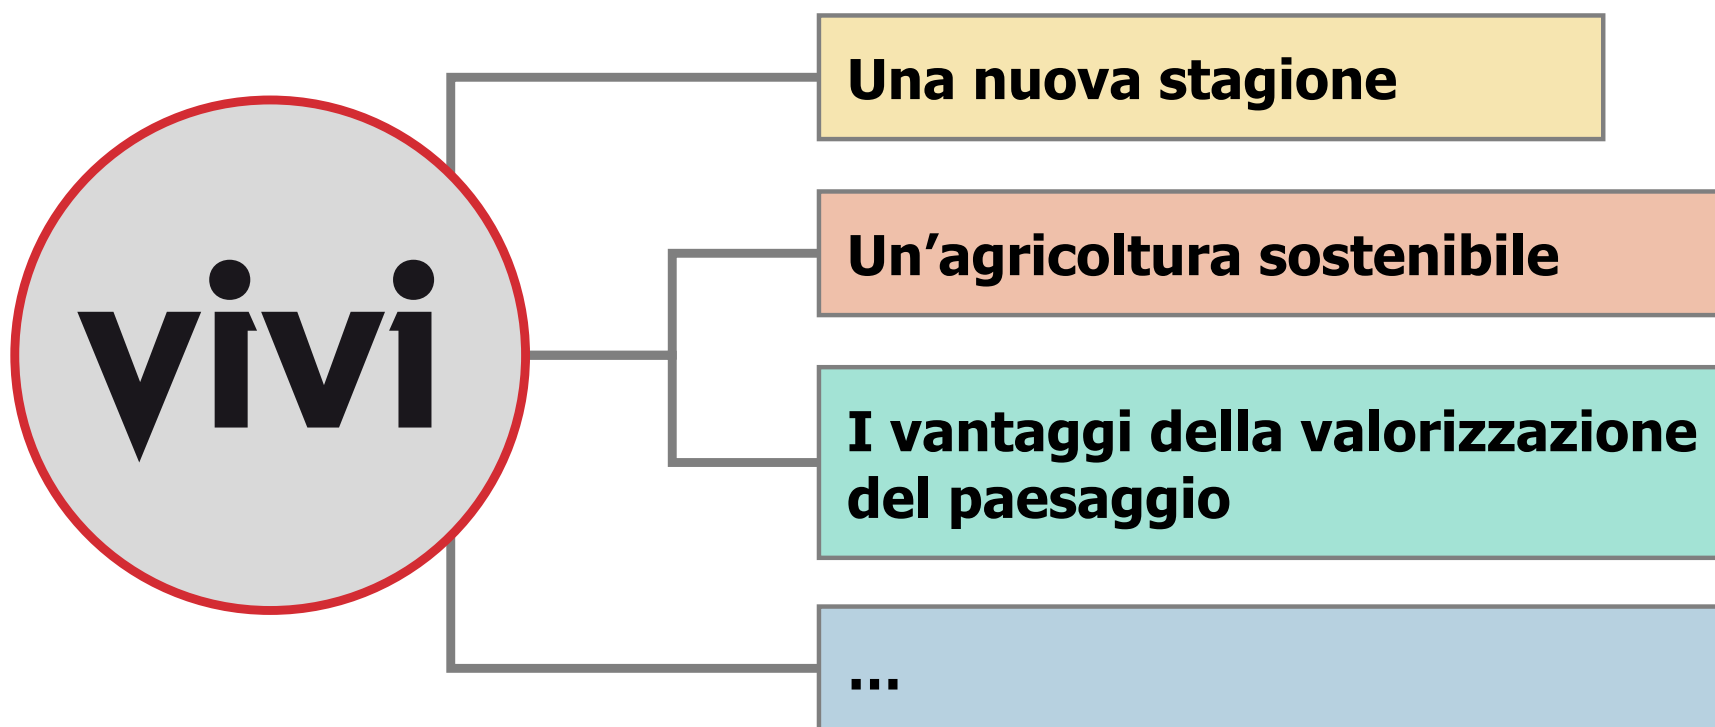 vivi
Una nuova stagione
Un’agricoltura sostenibile
I vantaggi della valorizzazione
del paesaggio
...